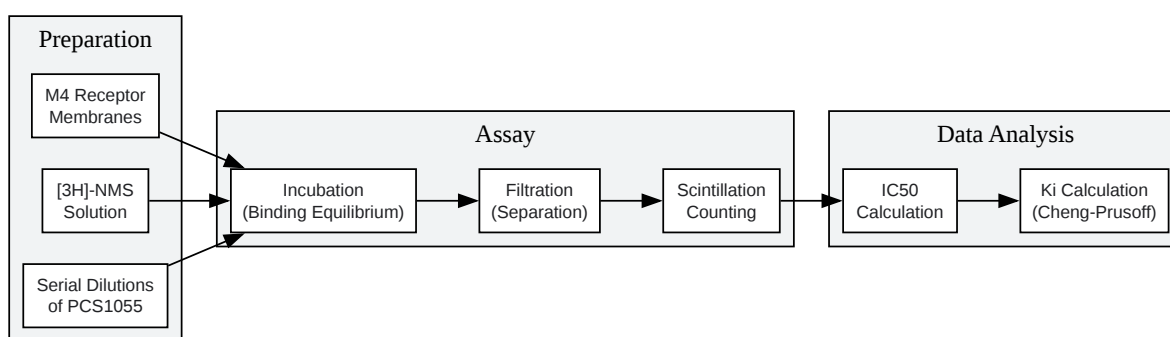 Preparation
M4 Receptor
Membranes
[3H]-NMS
Solution
Serial Dilutions
of PCS1055
Assay
Incubation
(Binding Equilibrium)
Filtration
(Separation)
Scintillation
Counting
Data Analysis
IC50
Calculation
Ki Calculation
(Cheng-Prusoff)